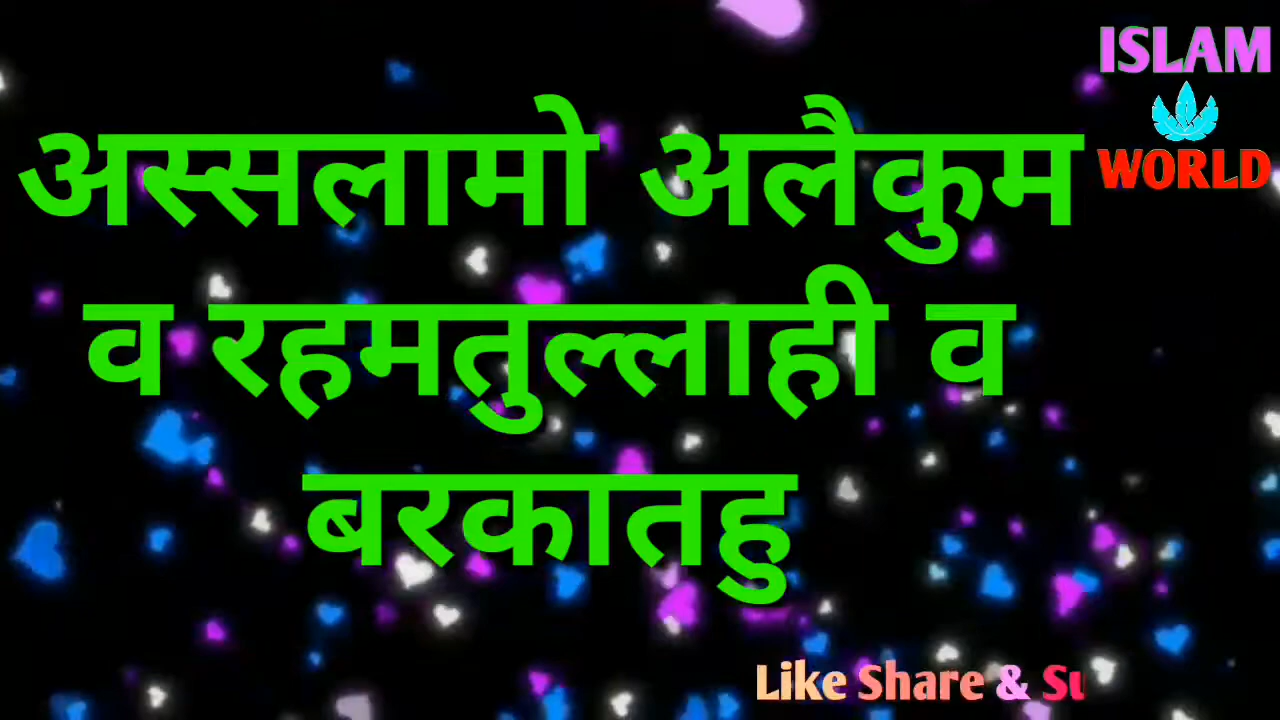 ISLAM
WORLD
अस्सलामो अलैकुम
व रहमतुल्लाही व
बरकातहु
Like Share &